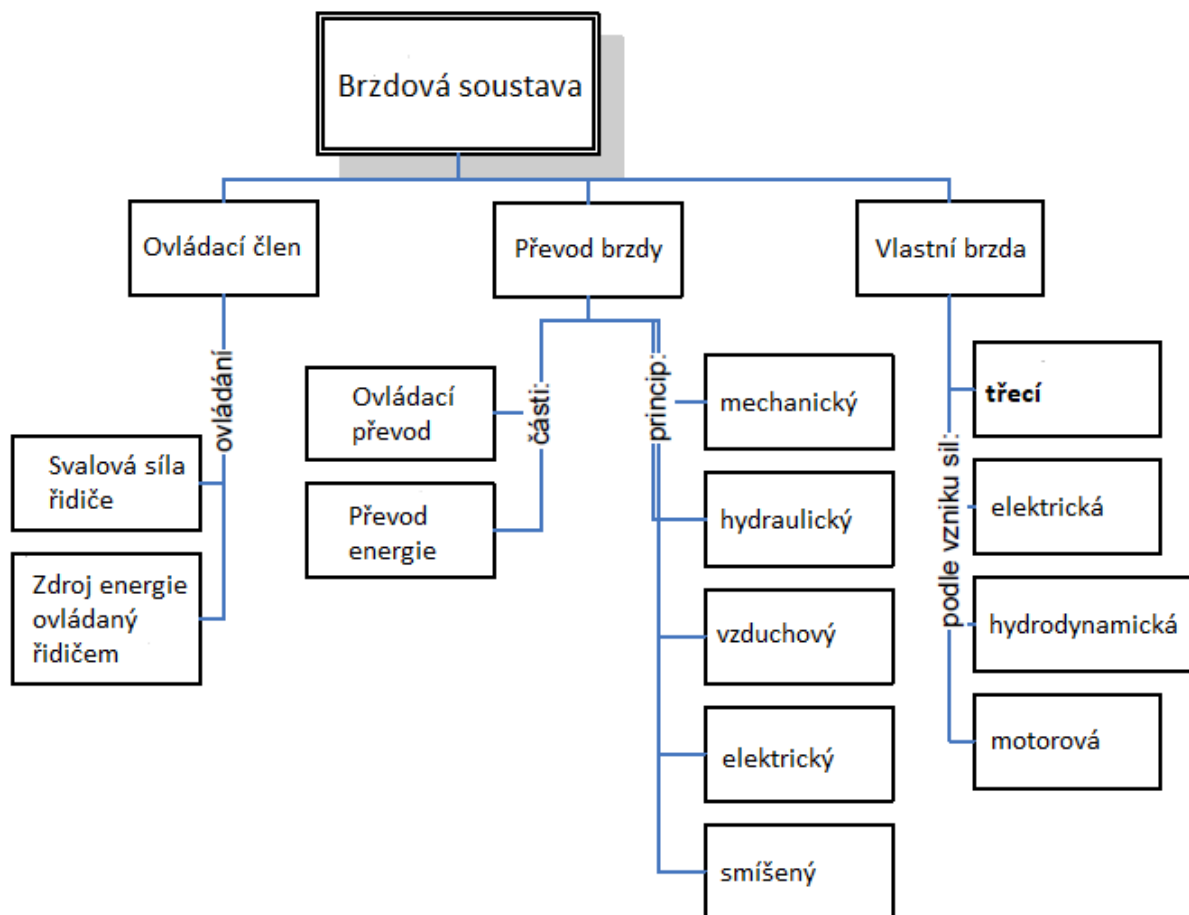 Brzdová soustava
Ovládací člen
Převod brzdy
Vlastní brzda
ovládání
Svalová síla
řidiče
Zdroj energie
ovládaný
řidičem
části:
Ovládací
převod
Převod
energie
princip:
mechanický
hydraulický
vzduchový
elektrický
smíšený
podle vzniku sil:
třecí
elektrická
hydrodynamická
motorová